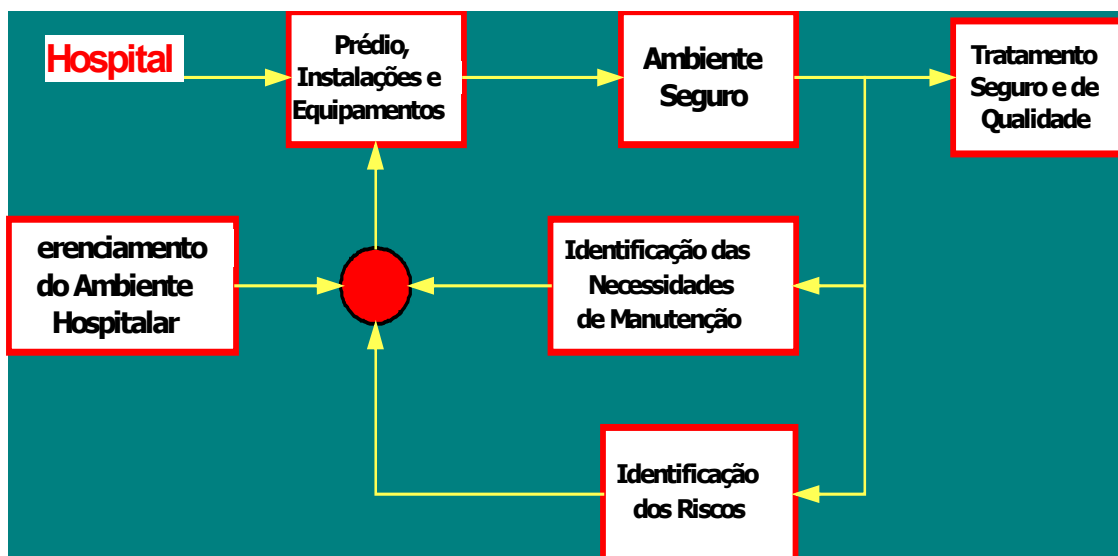 Hospital
Prédio,
Instalações e
Equipamentos
Ambiente
Seguro
Tratamento
Seguro e de
Qualidade
erenciamento
do Ambiente
Hospitalar
Identificação das
Necessidades
de Manutenção
Identificação
dos Riscos